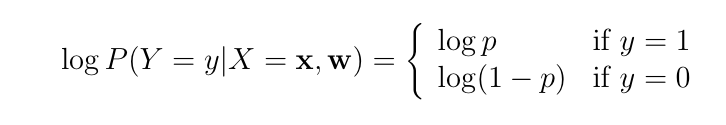 log P(Y = y|X = x, w) = { log p if y = 1
log(1 − p) if y = 0